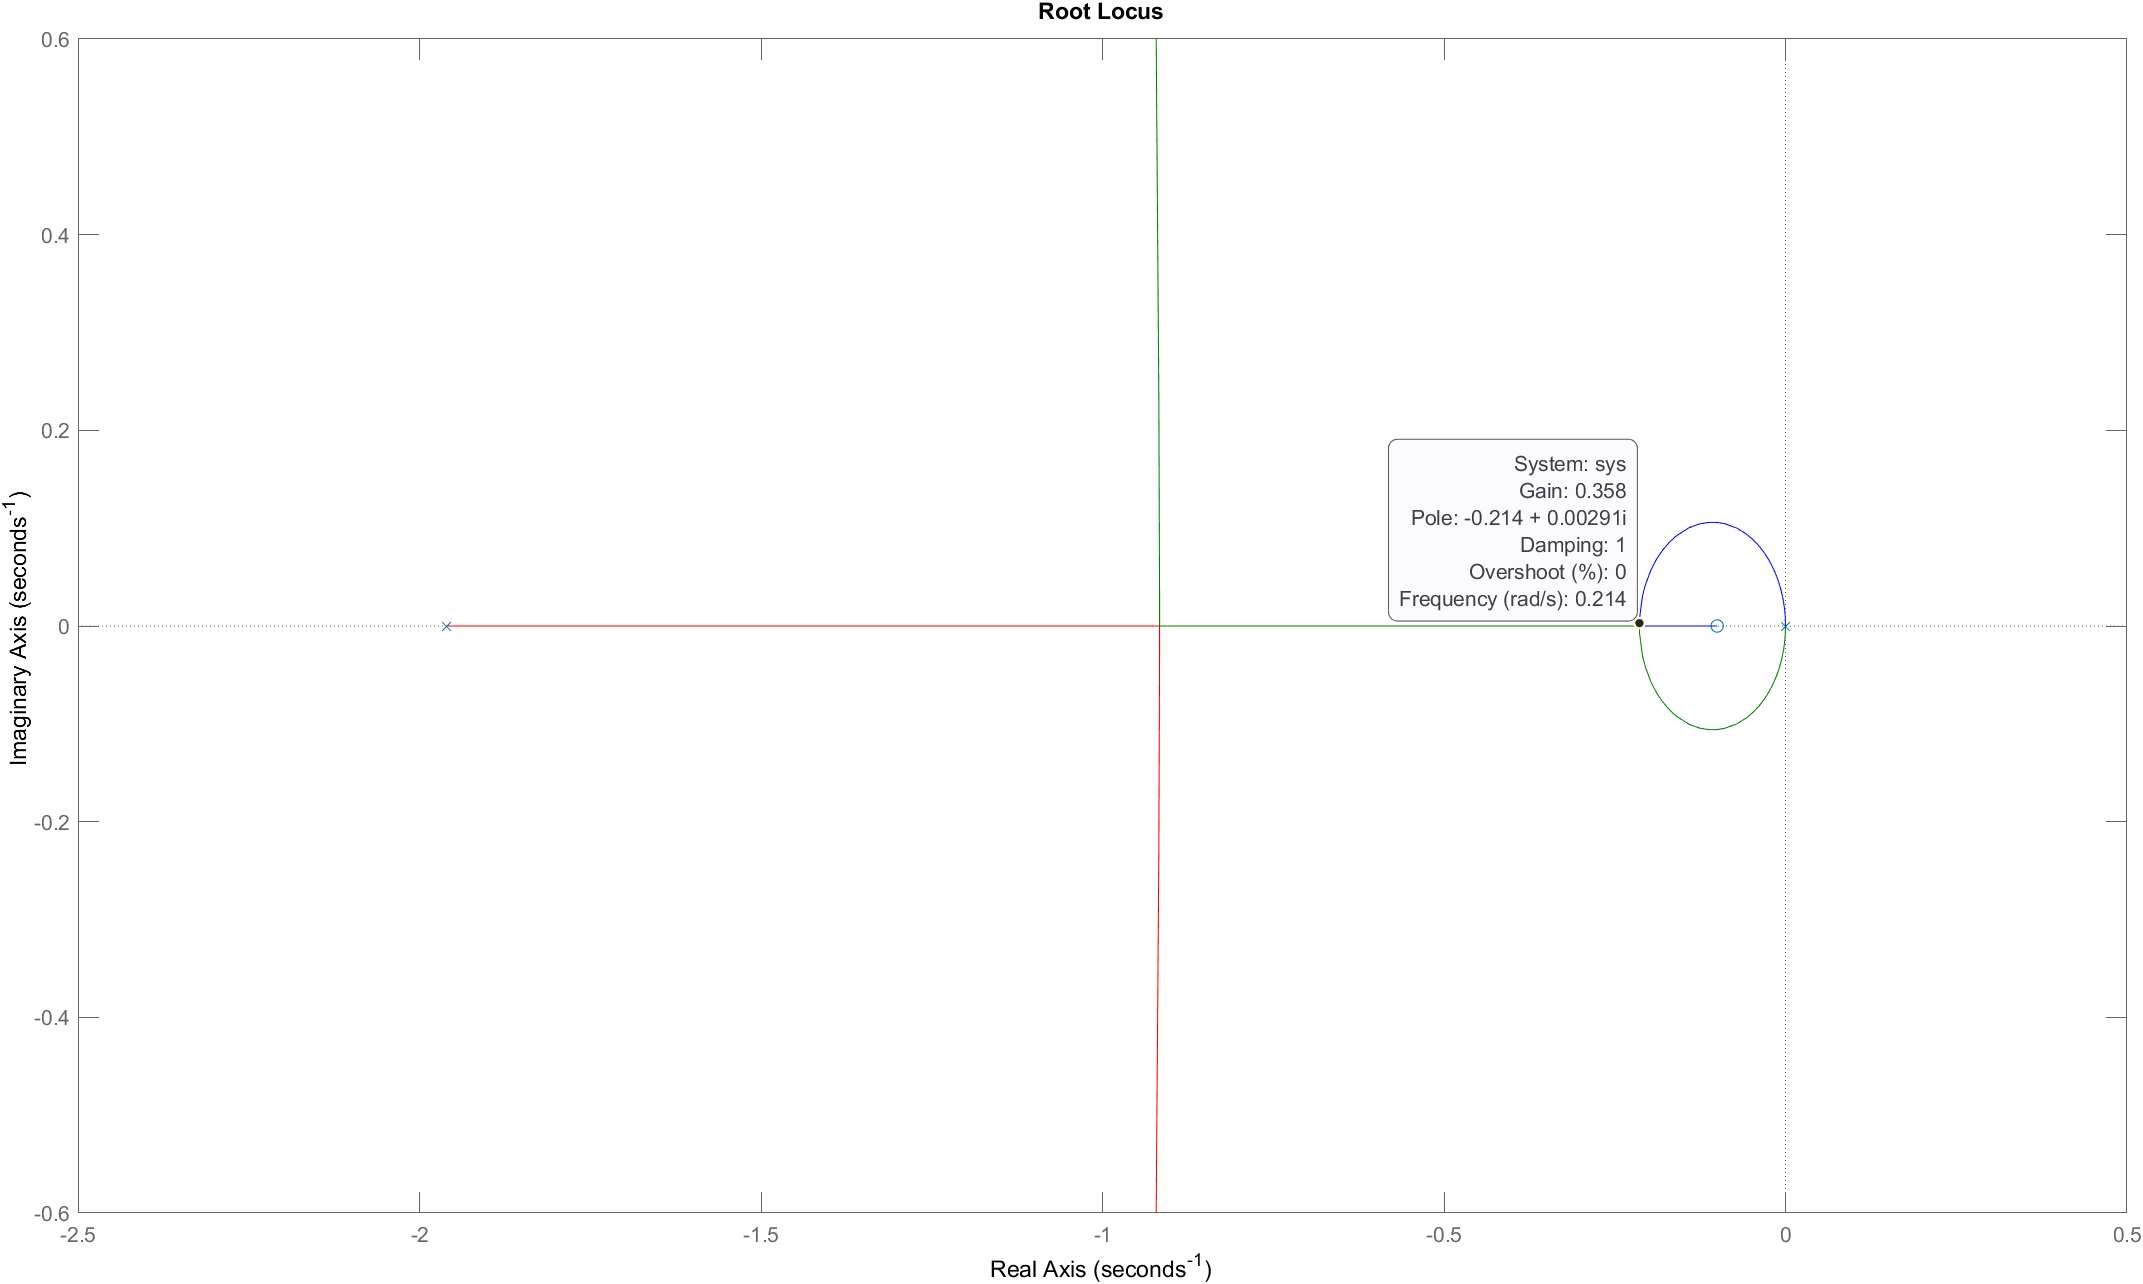 Root Locus
0.6
0.4
0.2
0
-0.2
-0.4
-0.6
Imaginary Axis (seconds-1)
System: sys
Gain: 0.358
Pole: -0.214 + 0.00291i
Damping: 1
Overshoot (%): 0
Frequency (rad/s): 0.214
-2.5 -2 -1.5 -1 -0.5 0 0.5
Real Axis (seconds-1)